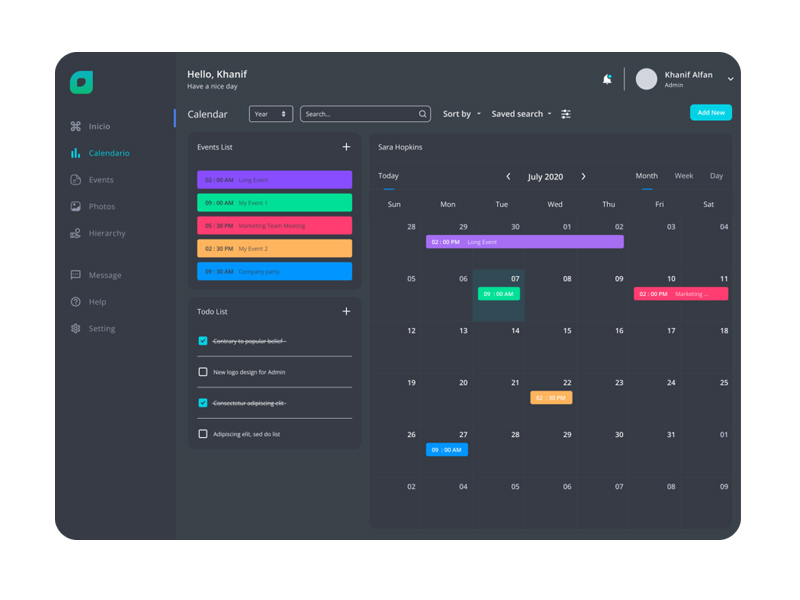 Hello, Khanif
Have a nice day
Khanif Alfan
Admin
Calendar
Year
Search...
Sort by
Saved search
Add New
Inicio
Calendario
Events
Photos
Hierarchy
Message
Help
Setting
Events List
02 : 00 AM Long Event
09 : 00 AM My Event 1
05 : 30 PM Marketing Team Meeting
02 : 30 PM My Event 2
09 : 30 AM Company party
Todo List
Contrary to popular belief
New logo design for Admin
Consectetur adipiscing elit
Adipiscing elit, sed do list
Sara Hopkins
Today
July 2020
Month Week Day
Sun Mon Tue Wed Thu Fri Sat
28 29 30 01 02 03 04
02 : 00 PM Long Event
05 06 07 08 09 10 11
09 : 00 AM
02 : 00 PM Marketing ...
12 13 14 15 16 17 18
19 20 21 22 23 24 25
02 : 30 PM
26 27 28 29 30 31 01
09 : 00 AM
02 04 05 06 07 08 09